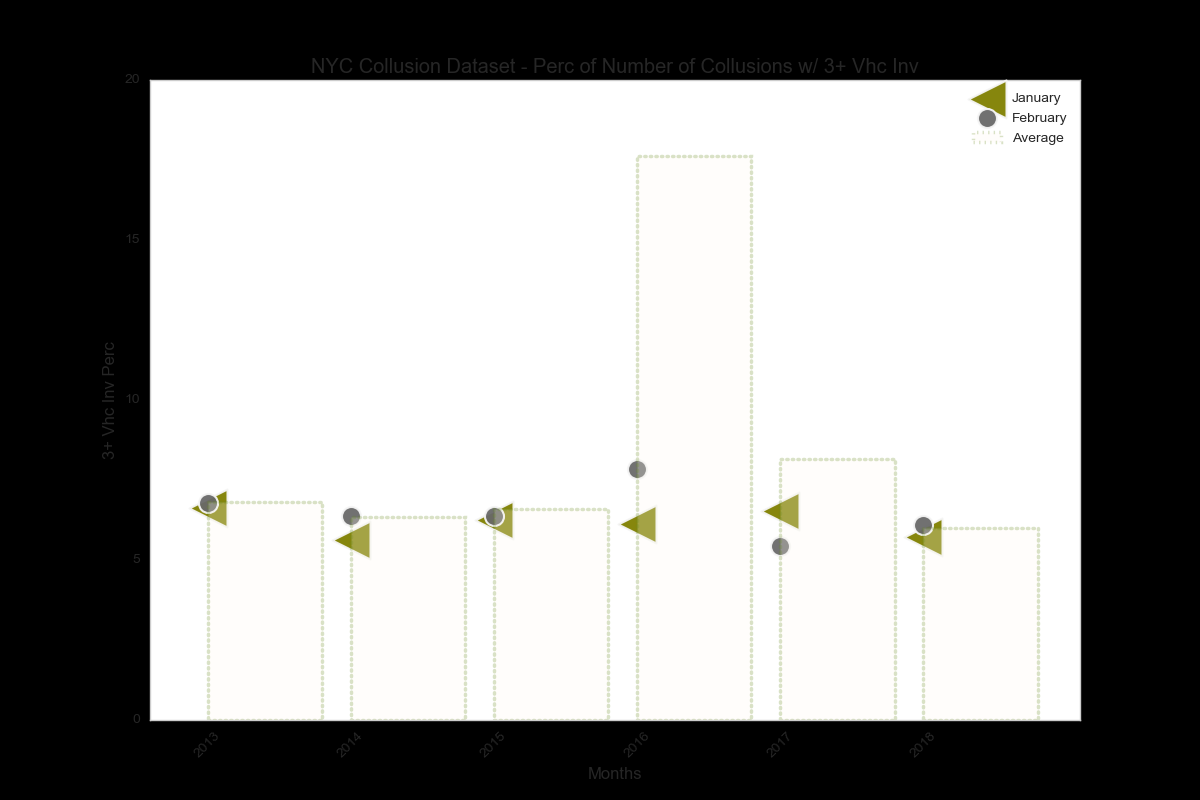 NYC Collusion Dataset - Perc of Number of Collusions w/ 3+ Vhc Inv
January
February
Average
3+ Vhc Inv Perc
20
15
10
5
0
2013
2014
2015
2016
2017
2018
Months